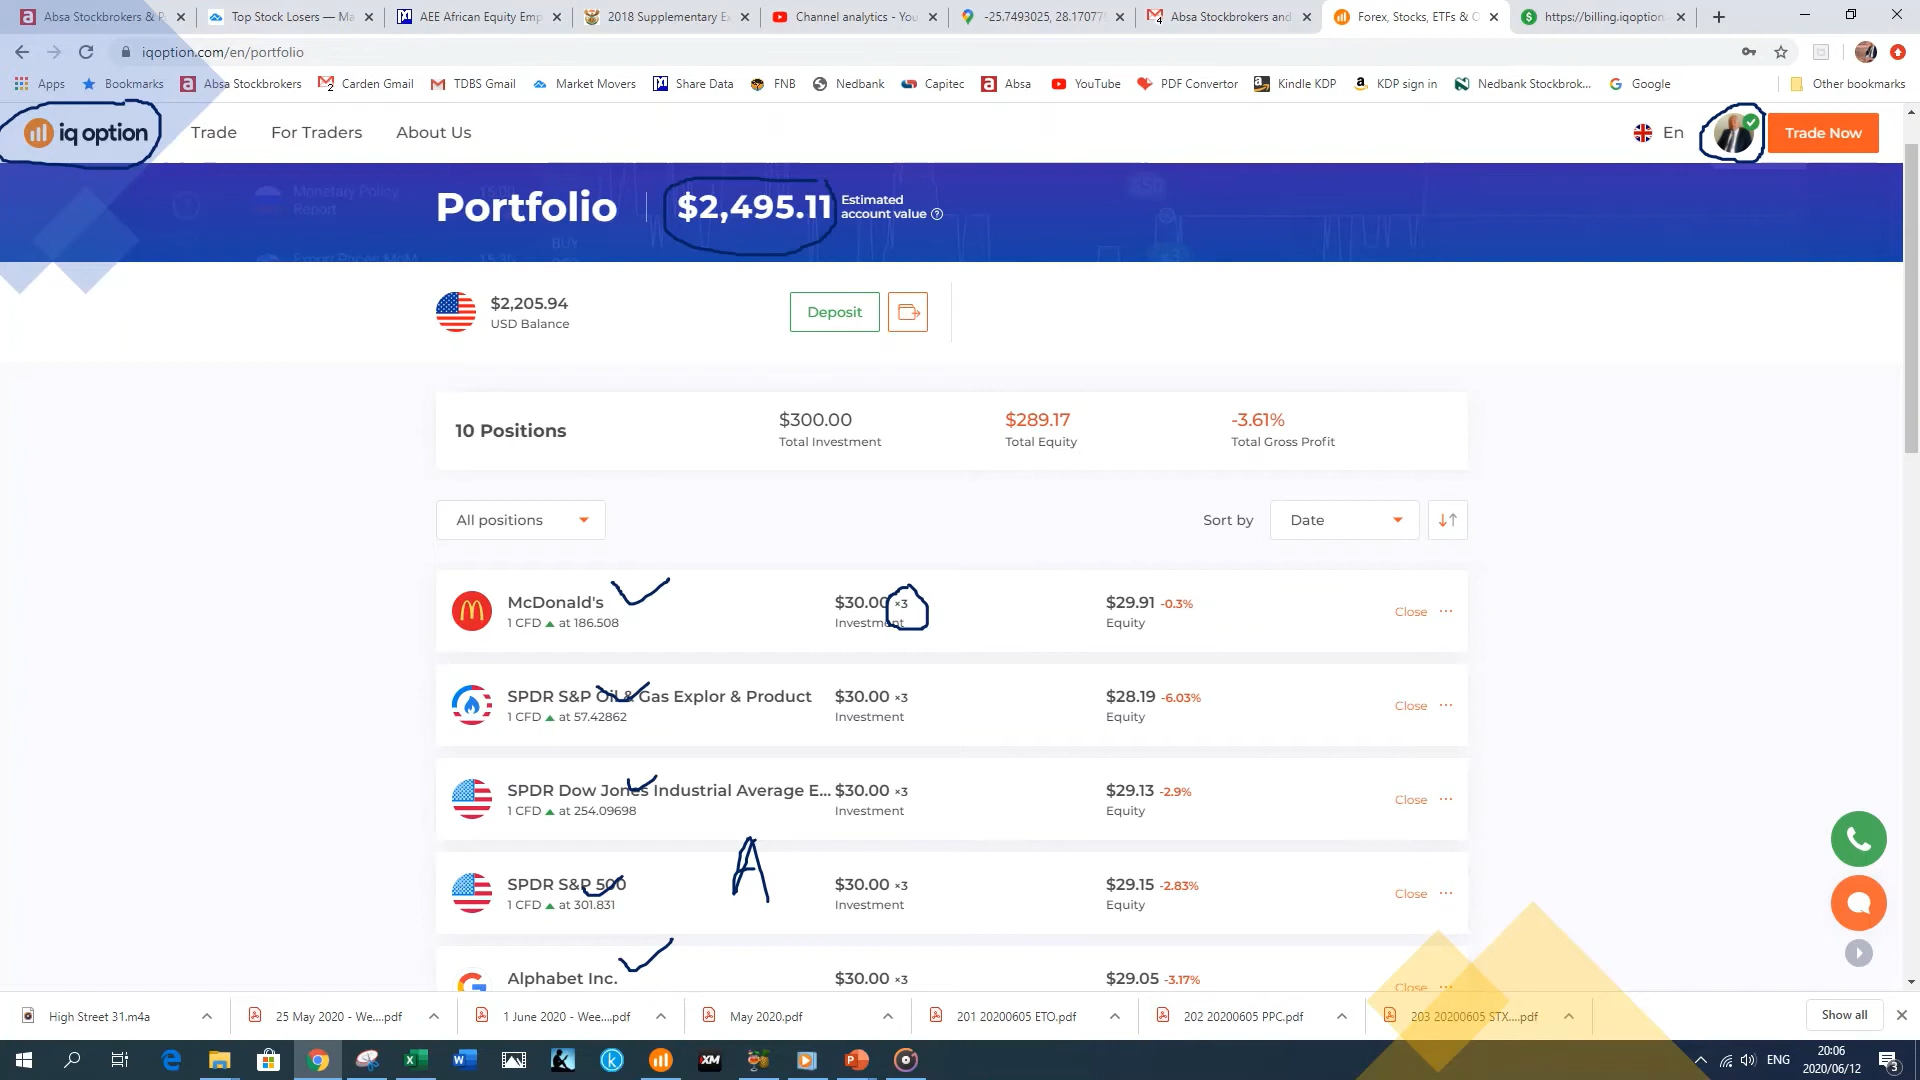 Absa Stockbrokers & P
Top Stock Losers — Ma
AEE African Equity Emp
2018 Supplementary E
Channel analytics - You
-25.7493025, 28.17077
Absa Stockbrokers and
Forex, Stocks, ETFs & O
https://billing.iqoption.
iqoption.com/en/portfolio
Apps Bookmarks Absa Stockbrokers Carden Gmail TDBS Gmail Market Movers Share Data FNB Nedbank Capitec Absa YouTube PDF Convertor Kindle KDP KDP sign in Nedbank Stockbrok... Google Other bookmarks
iq option Trade For Traders About Us En Trade Now
Monetary Policy
Report
BUY
Portfolio $2,495.11 Estimated
account value
$2,205.94
USD Balance
Deposit
10 Positions
$300.00
Total Investment
$289.17
Total Equity
-3.61%
Total Gross Profit
All positions Sort by Date
McDonald's $30.00 ×3 $29.91 -0.3% Close ...
1 CFD at 186.508 Investment Equity
SPDR S&P Oil & Gas Explor & Product $30.00 ×3 $28.19 -6.03% Close ...
1 CFD at 57.42862 Investment Equity
SPDR Dow Jones Industrial Average E... $30.00 ×3 $29.13 -2.9% Close ...
1 CFD at 254.09698 Investment Equity
A
SPDR S&P 500 $30.00 ×3 $29.15 -2.83% Close ...
1 CFD at 301.831 Investment Equity
Alphabet Inc. $30.00 ×3 $29.05 -3.17% Close ...
High Street 31.m4a
25 May 2020 - We....pdf
1 June 2020 - Wee....pdf
May 2020.pdf
201 20200605 ETO.pdf
202 20200605 PPC.pdf
203 20200605 STX....pdf
Show all
XM
ENG
20:06
2020/06/12
3